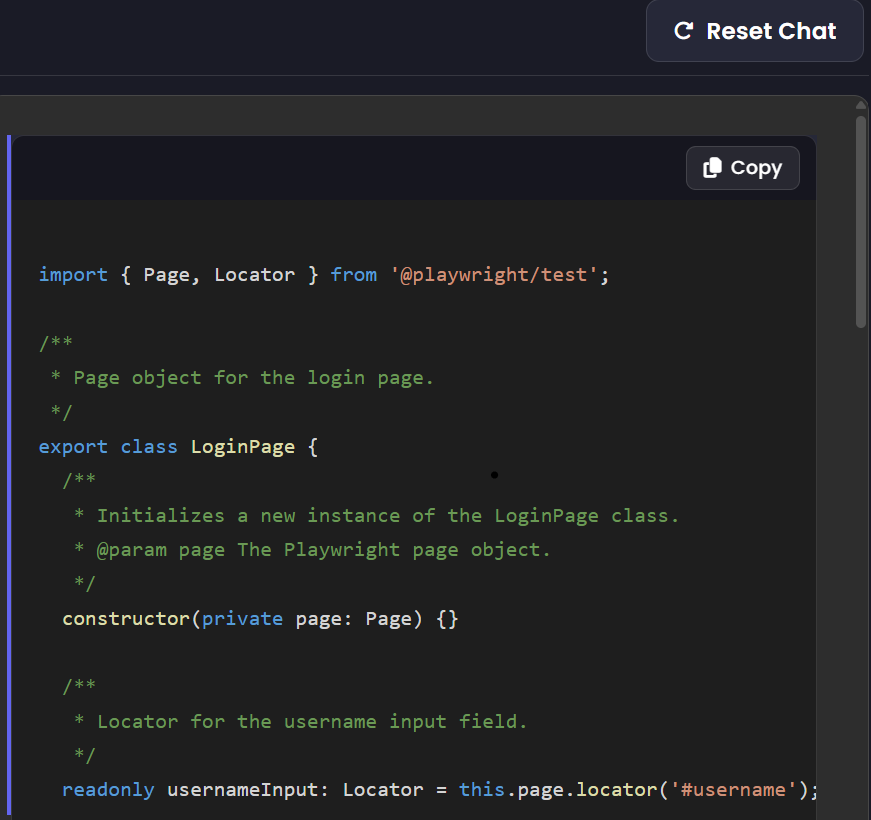 Reset Chat
Copy
import { Page, Locator } from '@playwright/test';
/**
 * Page object for the login page.
 */
export class LoginPage {
  /**
   * Initializes a new instance of the LoginPage class.
   * @param page The Playwright page object.
   */
  constructor(private page: Page) {}
  /**
   * Locator for the username input field.
   */
  readonly usernameInput: Locator = this.page.locator('#username');